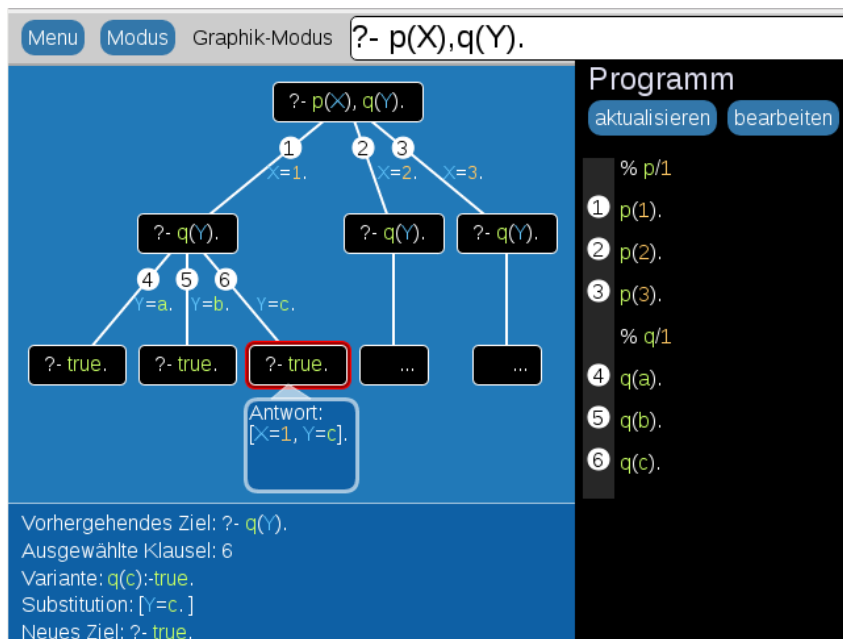 Menu Modus Graphik-Modus ?- p(X),q(Y).
?- p(X), q(Y).
1 2 3
X=1. X=2. X=3.
?- q(Y). ?- q(Y). ?- q(Y).
4 5 6
Y=a. Y=b. Y=c.
?- true. ?- true. ?- true. ... ...
Antwort:
[X=1, Y=c].
Vorhergehendes Ziel: ?- q(Y).
Ausgewählte Klausel: 6
Variante: q(c):-true.
Substitution: [Y=c. ]
Neues Ziel: ?- true.
Programm
aktualisieren bearbeiten
% p/1
1 p(1).
2 p(2).
3 p(3).
% q/1
4 q(a).
5 q(b).
6 q(c).